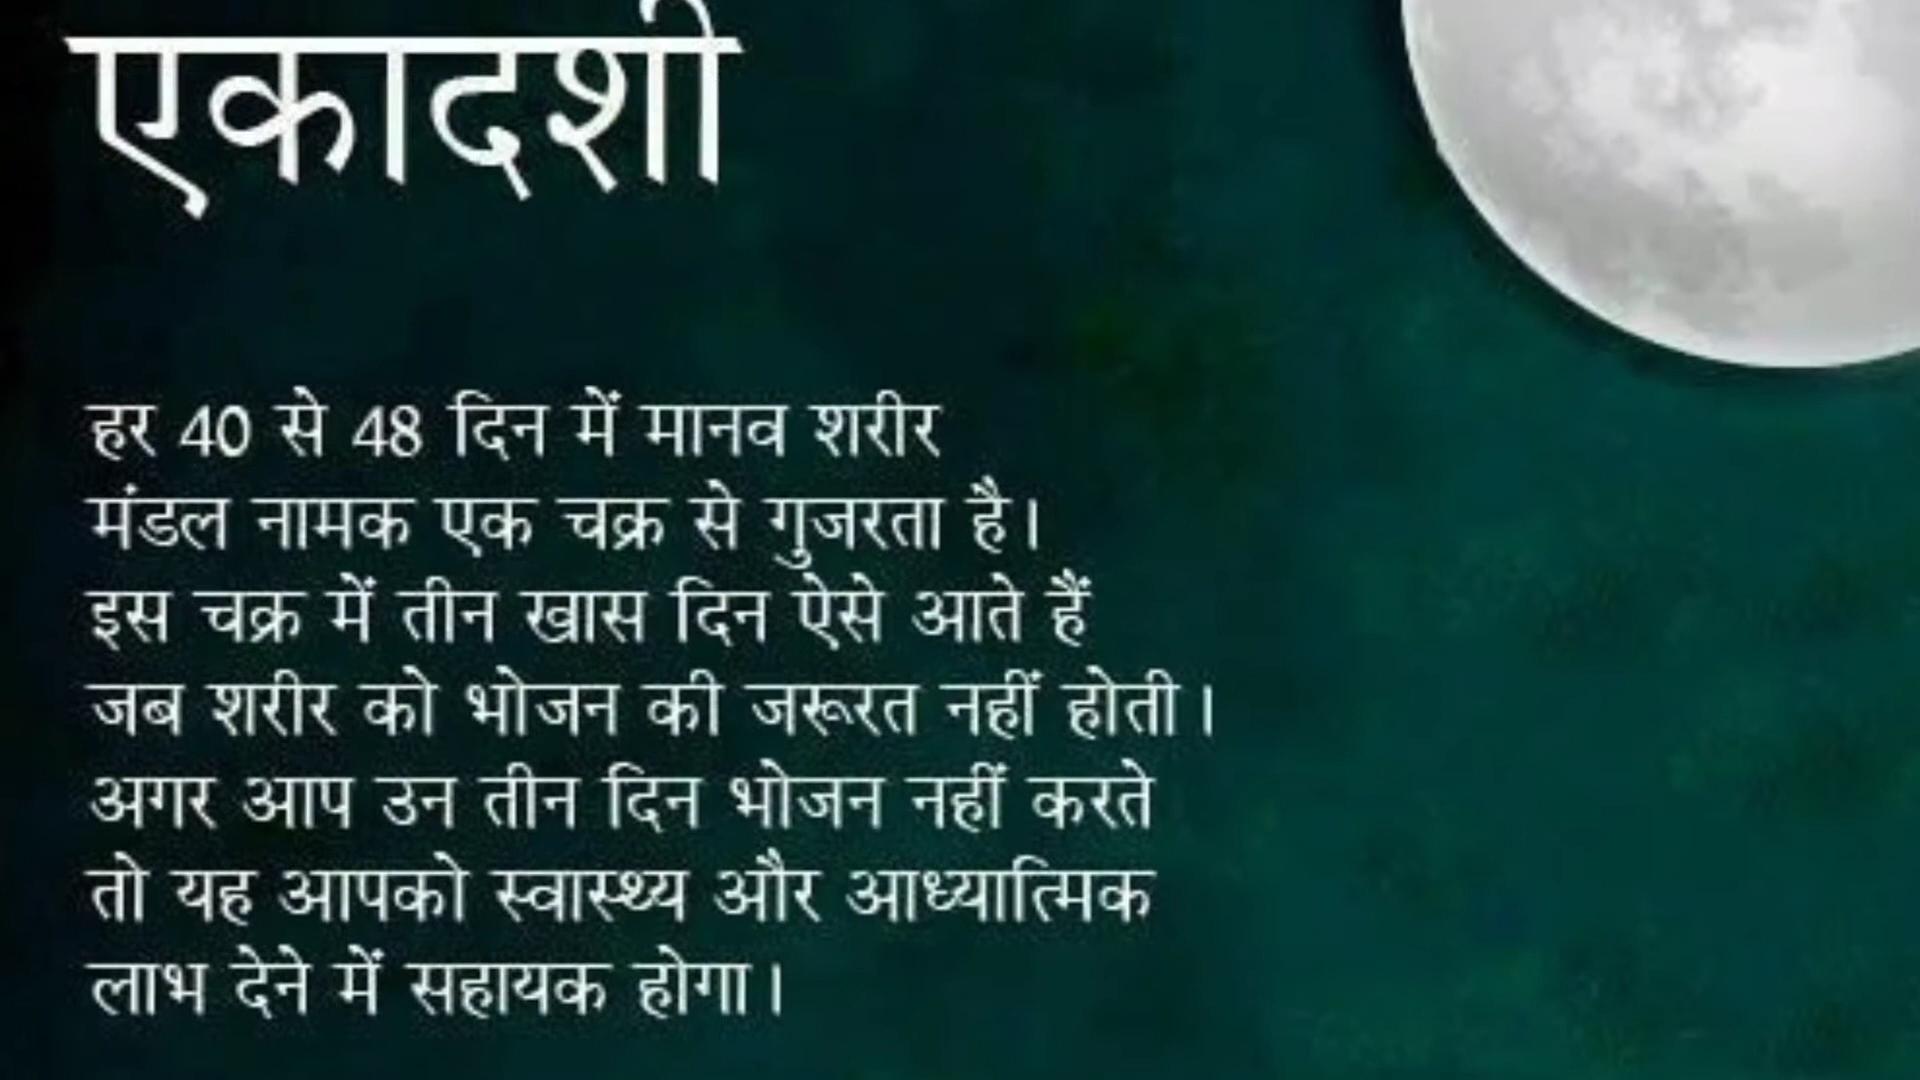 एकादशी
हर 40 से 48 दिन में मानव शरीर
मंडल नामक एक चक्र से गुजरता है।
इस चक्र में तीन खास दिन ऐसे आते हैं
जब शरीर को भोजन की जरूरत नहीं होती।
अगर आप उन तीन दिन भोजन नहीं करते
तो यह आपको स्वास्थ्य और आध्यात्मिक
लाभ देने में सहायक होगा।